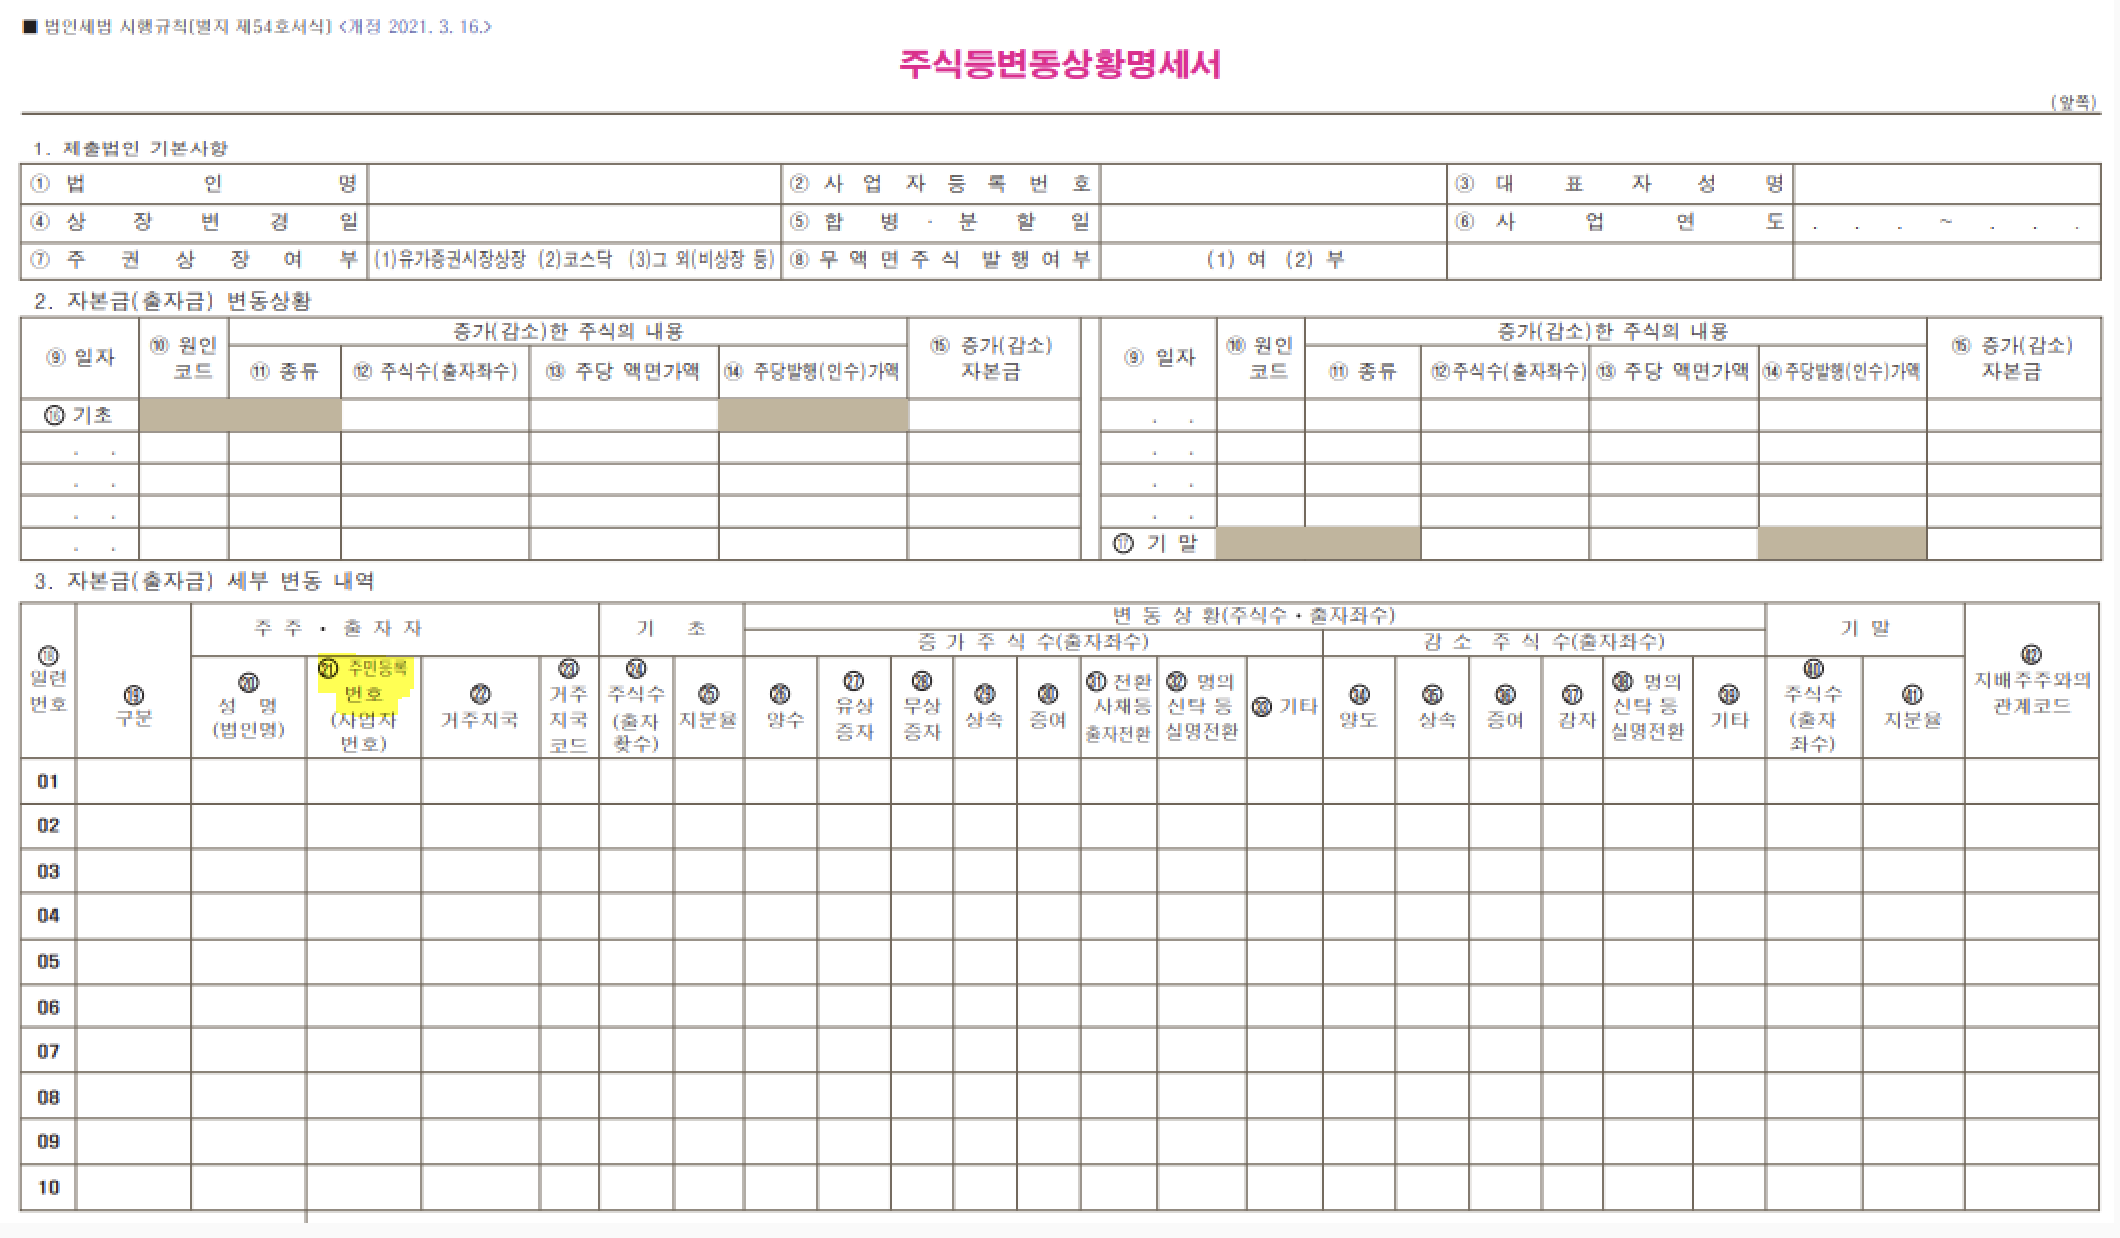 ■ 법인세법 시행규칙[별지 제54호서식] <개정 2021. 3. 16.>
주식등변동상황명세서
(앞쪽)
1. 제출법인 기본사항
① 법 인 명 ② 사 업 자 등 록 번 호 ③ 대 표 자 성 명
④ 상 장 변 경 일 ⑤ 합 병 · 분 할 일 ⑥ 사 업 연 도 . . . ~ . . .
⑦ 주 권 상 장 여 부 (1)유가증권시장상장 (2)코스닥 (3)그 외(비상장 등) ⑧ 무액면주식 발행여부 (1) 여 (2) 부
2. 자본금(출자금) 변동상황
⑨ 일자 ⑩ 원인코드 증가(감소)한 주식의 내용 ⑮ 증가(감소) 자본금 ⑨ 일자 ⑩ 원인코드 증가(감소)한 주식의 내용 ⑮ 증가(감소) 자본금
⑪ 종류 ⑫ 주식수(출자좌수) ⑬ 주당 액면가액 ⑭ 주당발행(인수)가액 ⑪ 종류 ⑫주식수(출자좌수) ⑬ 주당 액면가액 ⑭ 주당발행(인수)가액
⑯ 기초 . .
. . . .
. . . .
. . . .
. . ⑰ 기 말
3. 자본금(출자금) 세부 변동 내역
⑱ 일련번호 ⑲ 구분 주 주 · 출 자 자 기 초 변 동 상 황(주식수·출자좌수) 기 말 ㊷ 지배주주와의 관계코드
증 가 주 식 수(출자좌수) 감 소 주 식 수(출자좌수)
⑳ 성 명 (법인명) ㉑ 주민등록번호 (사업자번호) ㉒ 거주지국 ㉓ 거주지국코드 ㉔ 주식수 (출자좟수) ㉕ 지분율 ㉖ 양수 ㉗ 유상증자 ㉘ 무상증자 ㉙ 상속 ㉚ 증여 ㉛ 전환사채등 출자전환 ㉜ 명의신탁 등 실명전환 ㉝ 기타 ㉞ 양도 ㉟ 상속 ㊱ 증여 ㊲ 감자 ㊳ 명의신탁 등 실명전환 ㊴ 기타 ㊵ 주식수 (출자좌수) ㊶ 지분율
01
02
03
04
05
06
07
08
09
10